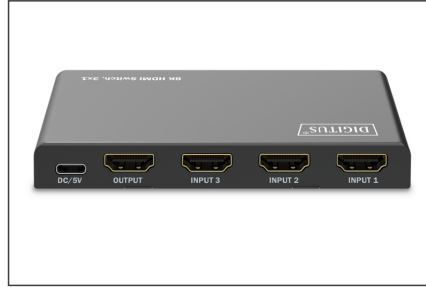 8K HDMI Switch, 3x1
DIGITUS®
DC/5V OUTPUT INPUT 3 INPUT 2 INPUT 1